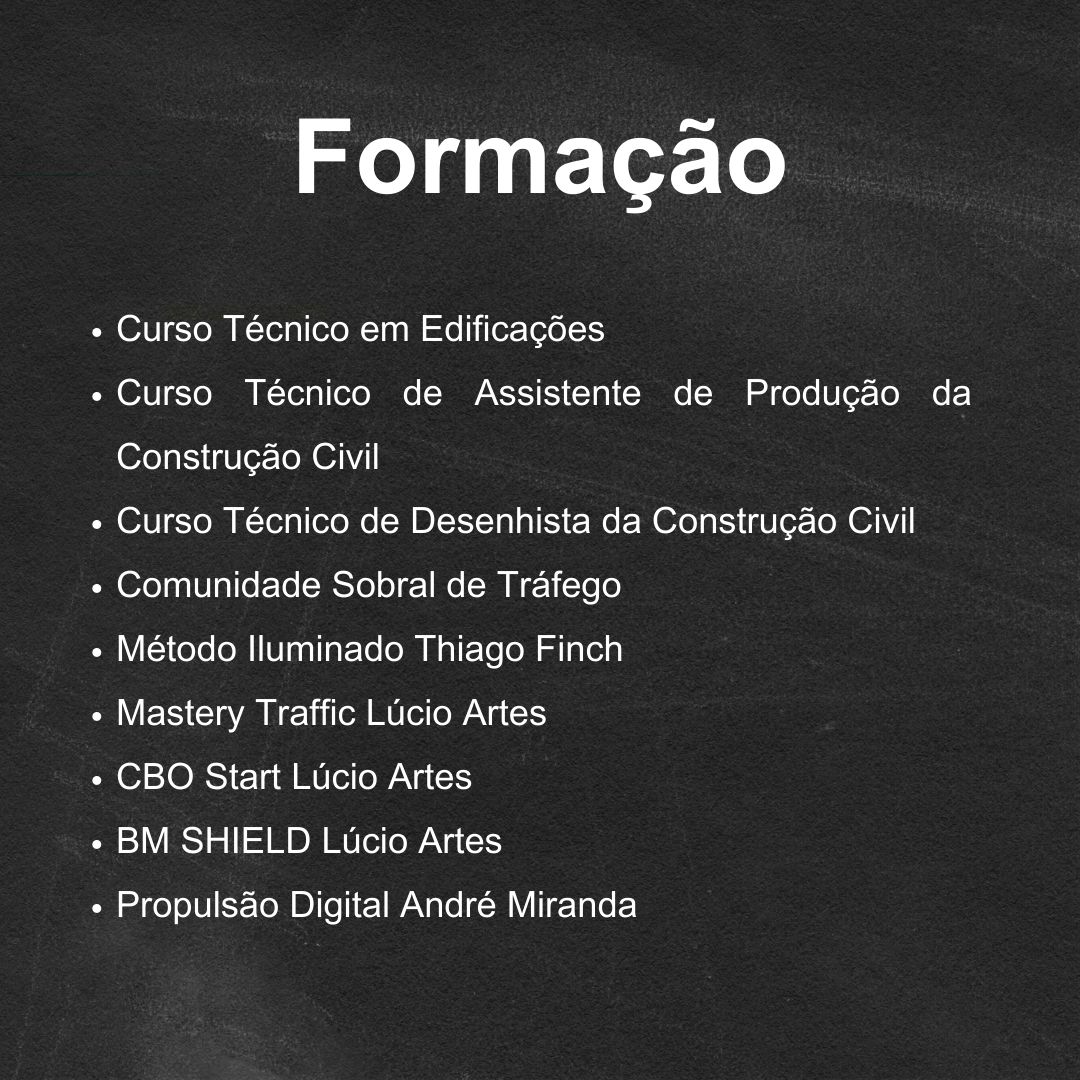 Formação
• Curso Técnico em Edificações
• Curso Técnico de Assistente de Produção da
Construção Civil
• Curso Técnico de Desenhista da Construção Civil
• Comunidade Sobral de Tráfego
• Método Iluminado Thiago Finch
• Mastery Traffic Lúcio Artes
• CBO Start Lúcio Artes
• BM SHIELD Lúcio Artes
• Propulsão Digital André Miranda